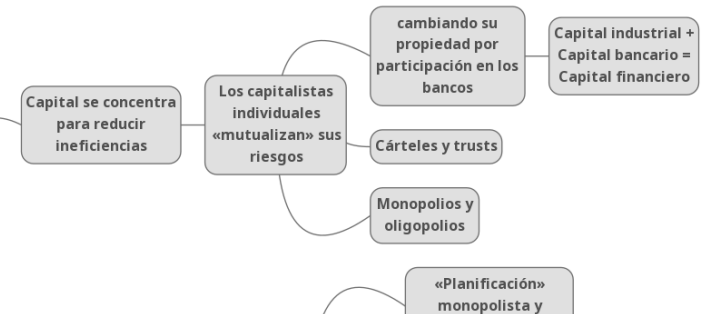 Capital se concentra
para reducir
ineficiencias
Los capitalistas
individuales
«mutualizan» sus
riesgos
cambiando su
propiedad por
participación en los
bancos
Capital industrial +
Capital bancario =
Capital financiero
Cárteles y trusts
Monopolios y
oligopolios
«Planificación»
monopolista y